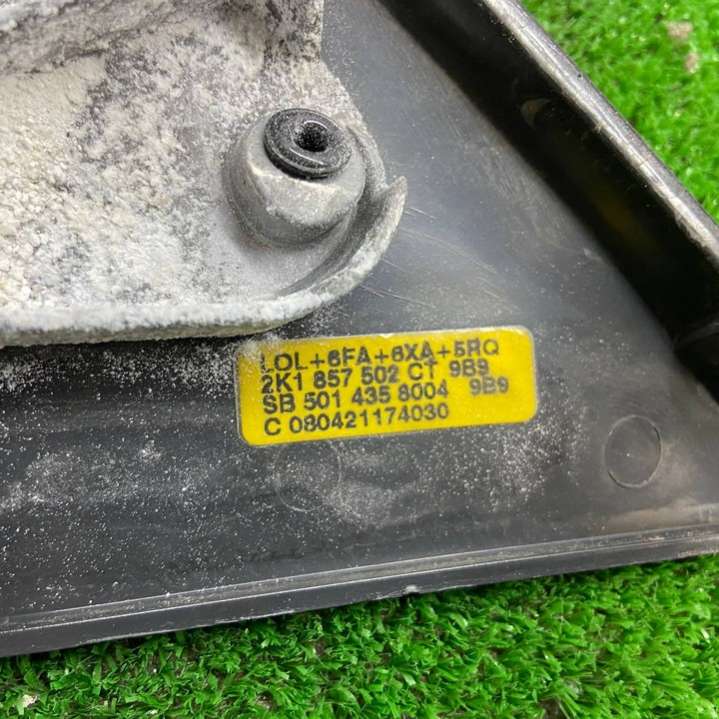 LOL+6FA+6XA+5RQ
2K1 857 502 CT 9B9
SB 501 435 8004 9B9
C 080421174030